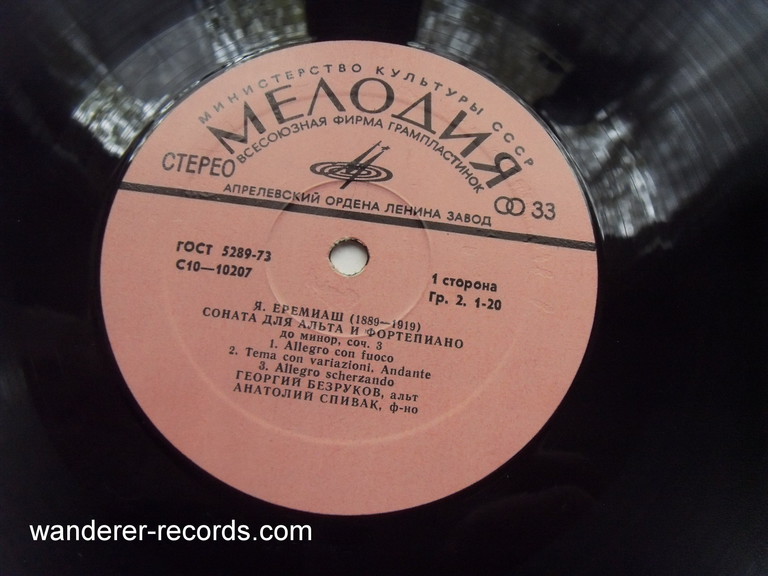 МИНИСТЕРСТВО КУЛЬТУРЫ СССР
МЕЛОДИЯ
ВСЕСОЮЗНАЯ ФИРМА ГРАМПЛАСТИНОК
СТЕРЕО
33
АПРЕЛЕВСКИЙ ОРДЕНА ЛЕНИНА ЗАВОД
ГОСТ 5289-73
С10—10207
1 сторона
Гр. 2. 1-20
Я. ЕРЕМИАШ (1889—1919)
СОНАТА ДЛЯ АЛЬТА И ФОРТЕПИАНО
до минор, соч. 3
1. Allegro con fuoco
2. Tema con variazioni. Andante
3. Allegro scherzando
ГЕОРГИЙ БЕЗРУКОВ, альт
АНАТОЛИЙ СПИВАК, ф-но
wanderer-records.com